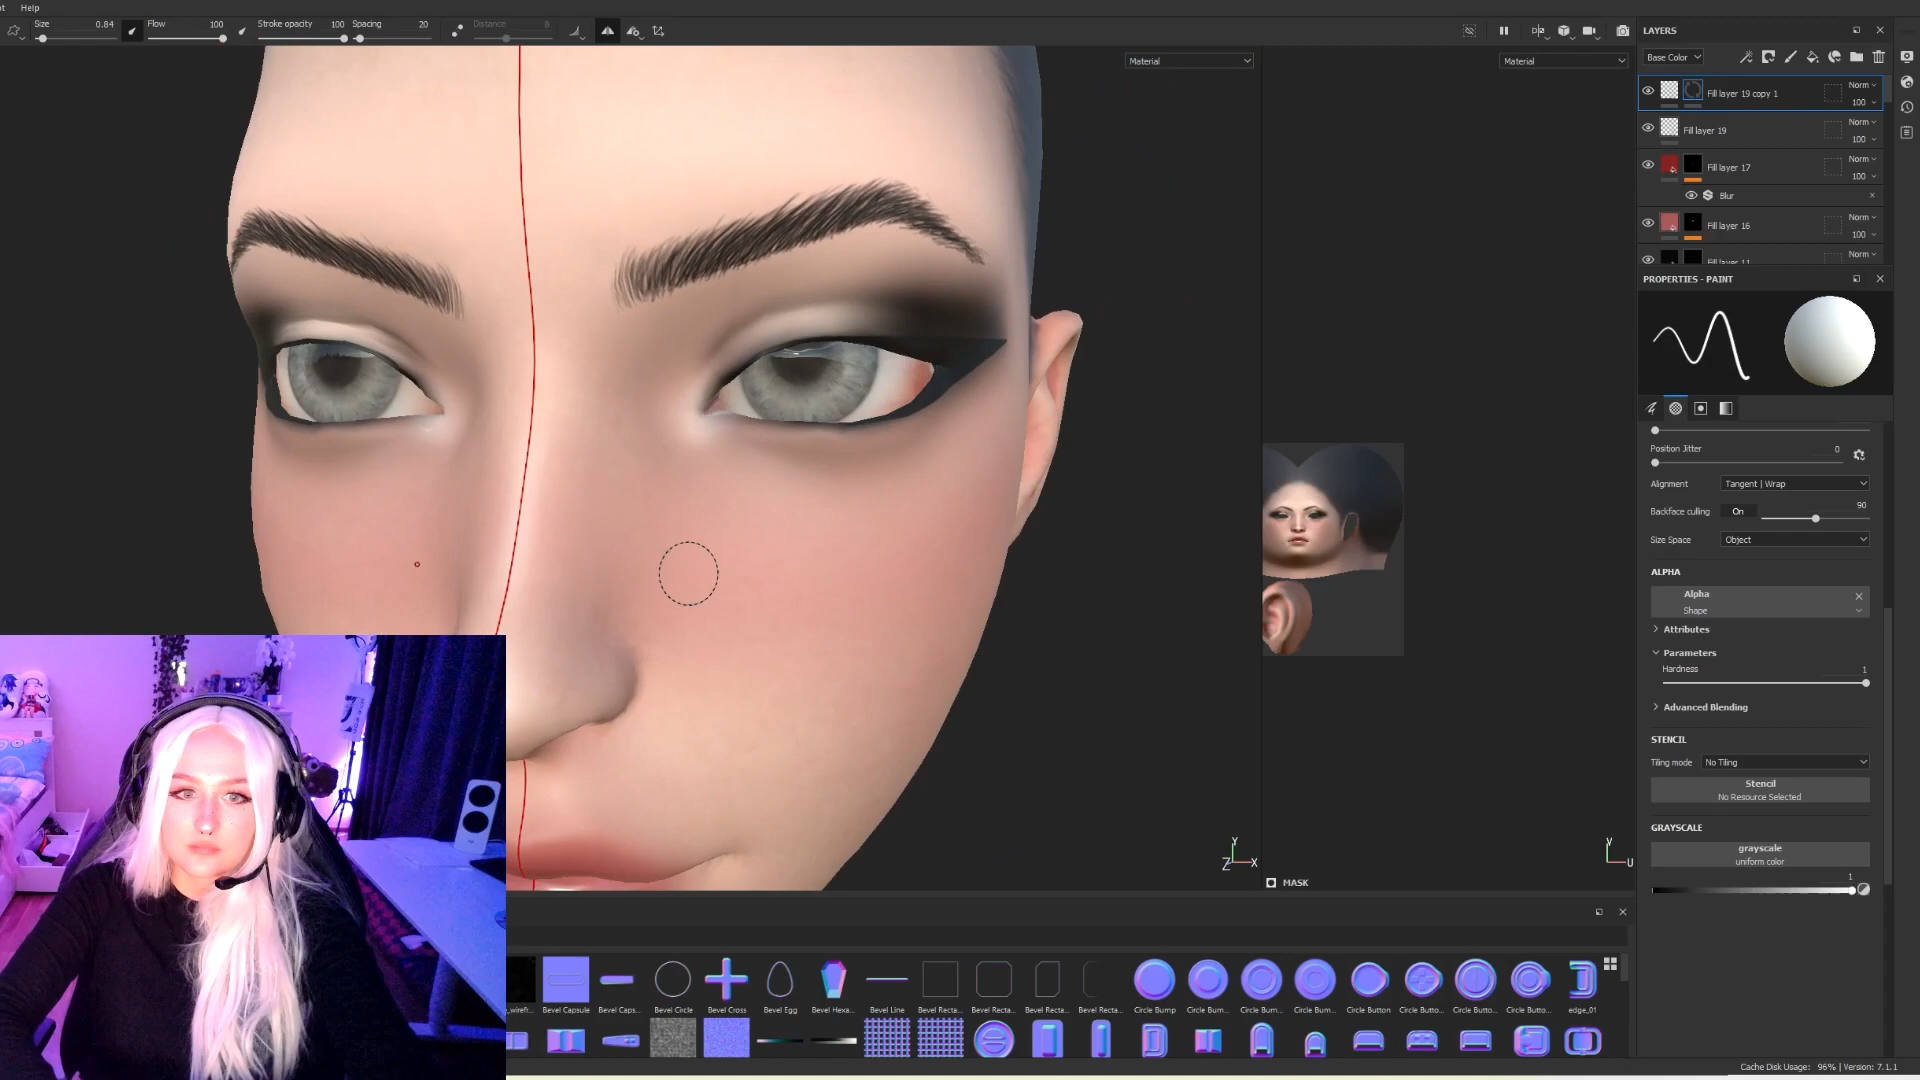 Help
Size 0.84
Flow 100
Stroke opacity 100
Spacing 20
Distance 8
Material
Material
LAYERS
Base Color
Fill layer 19 copy 1
Norm
100
Fill layer 19
Norm
100
Fill layer 17
Norm
100
Blur
Fill layer 16
Norm
100
Fill layer 11
Norm
PROPERTIES - PAINT
Position Jitter 0
Alignment Tangent | Wrap
Backface culling On 90
Size Space Object
ALPHA
Alpha
Shape
Attributes
Parameters
Hardness 1
Advanced Blending
STENCIL
Tiling mode No Tiling
Stencil
No Resource Selected
GRAYSCALE
grayscale
uniform color
1
Y
Z X
V
U
MASK
_wirefr...
Bevel Capsule
Bevel Caps...
Bevel Circle
Bevel Cross
Bevel Egg
Bevel Hexa...
Bevel Line
Bevel Recta...
Bevel Recta...
Bevel Recta...
Bevel Recta...
Circle Bump
Circle Bum...
Circle Bum...
Circle Bum...
Circle Button
Circle Butto...
Circle Butto...
Circle Butto...
edge_01
Cache Disk Usage: 96% | Version: 7.1.1